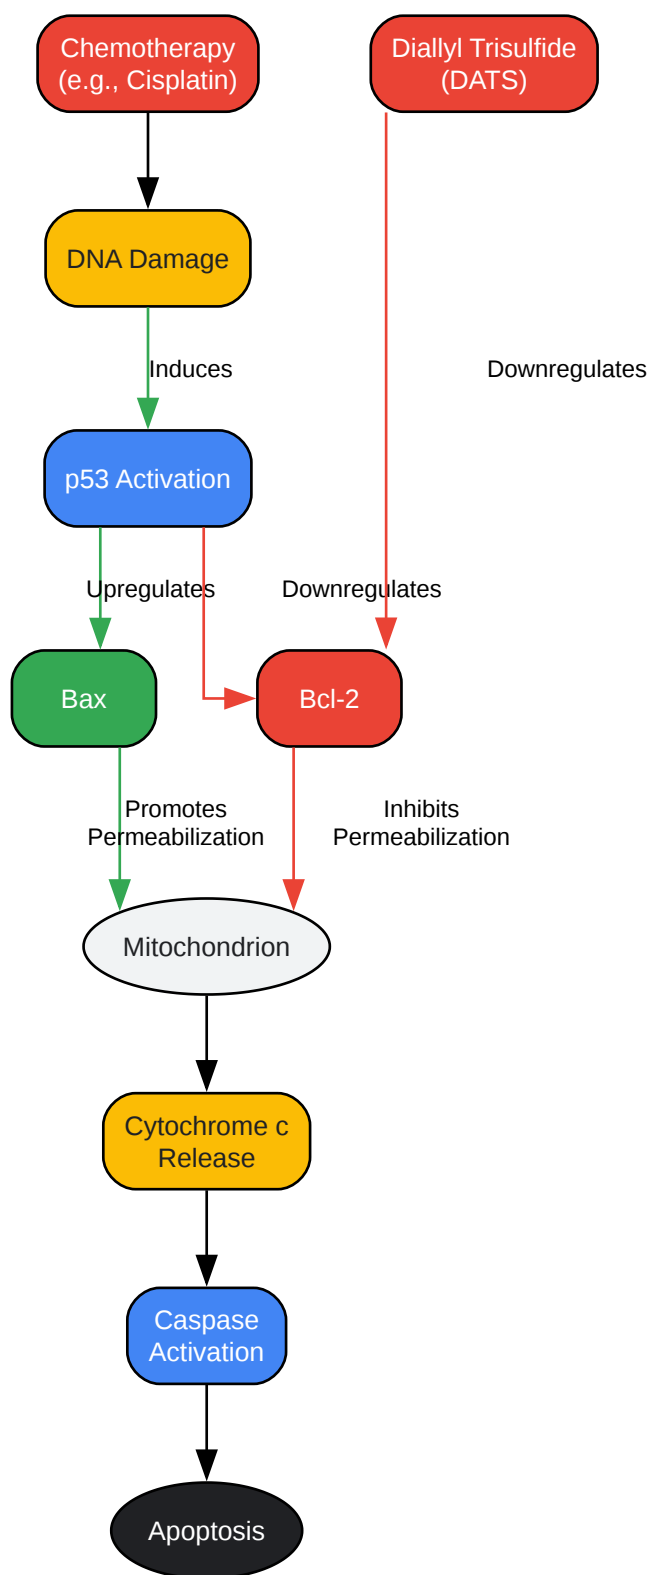 Chemotherapy
(e.g., Cisplatin)
Diallyl Trisulfide
(DATS)
DNA Damage
Induces
Downregulates
p53 Activation
Upregulates
Downregulates
Bax
Bcl-2
Promotes
Permeabilization
Inhibits
Permeabilization
Mitochondrion
Cytochrome c
Release
Caspase
Activation
Apoptosis